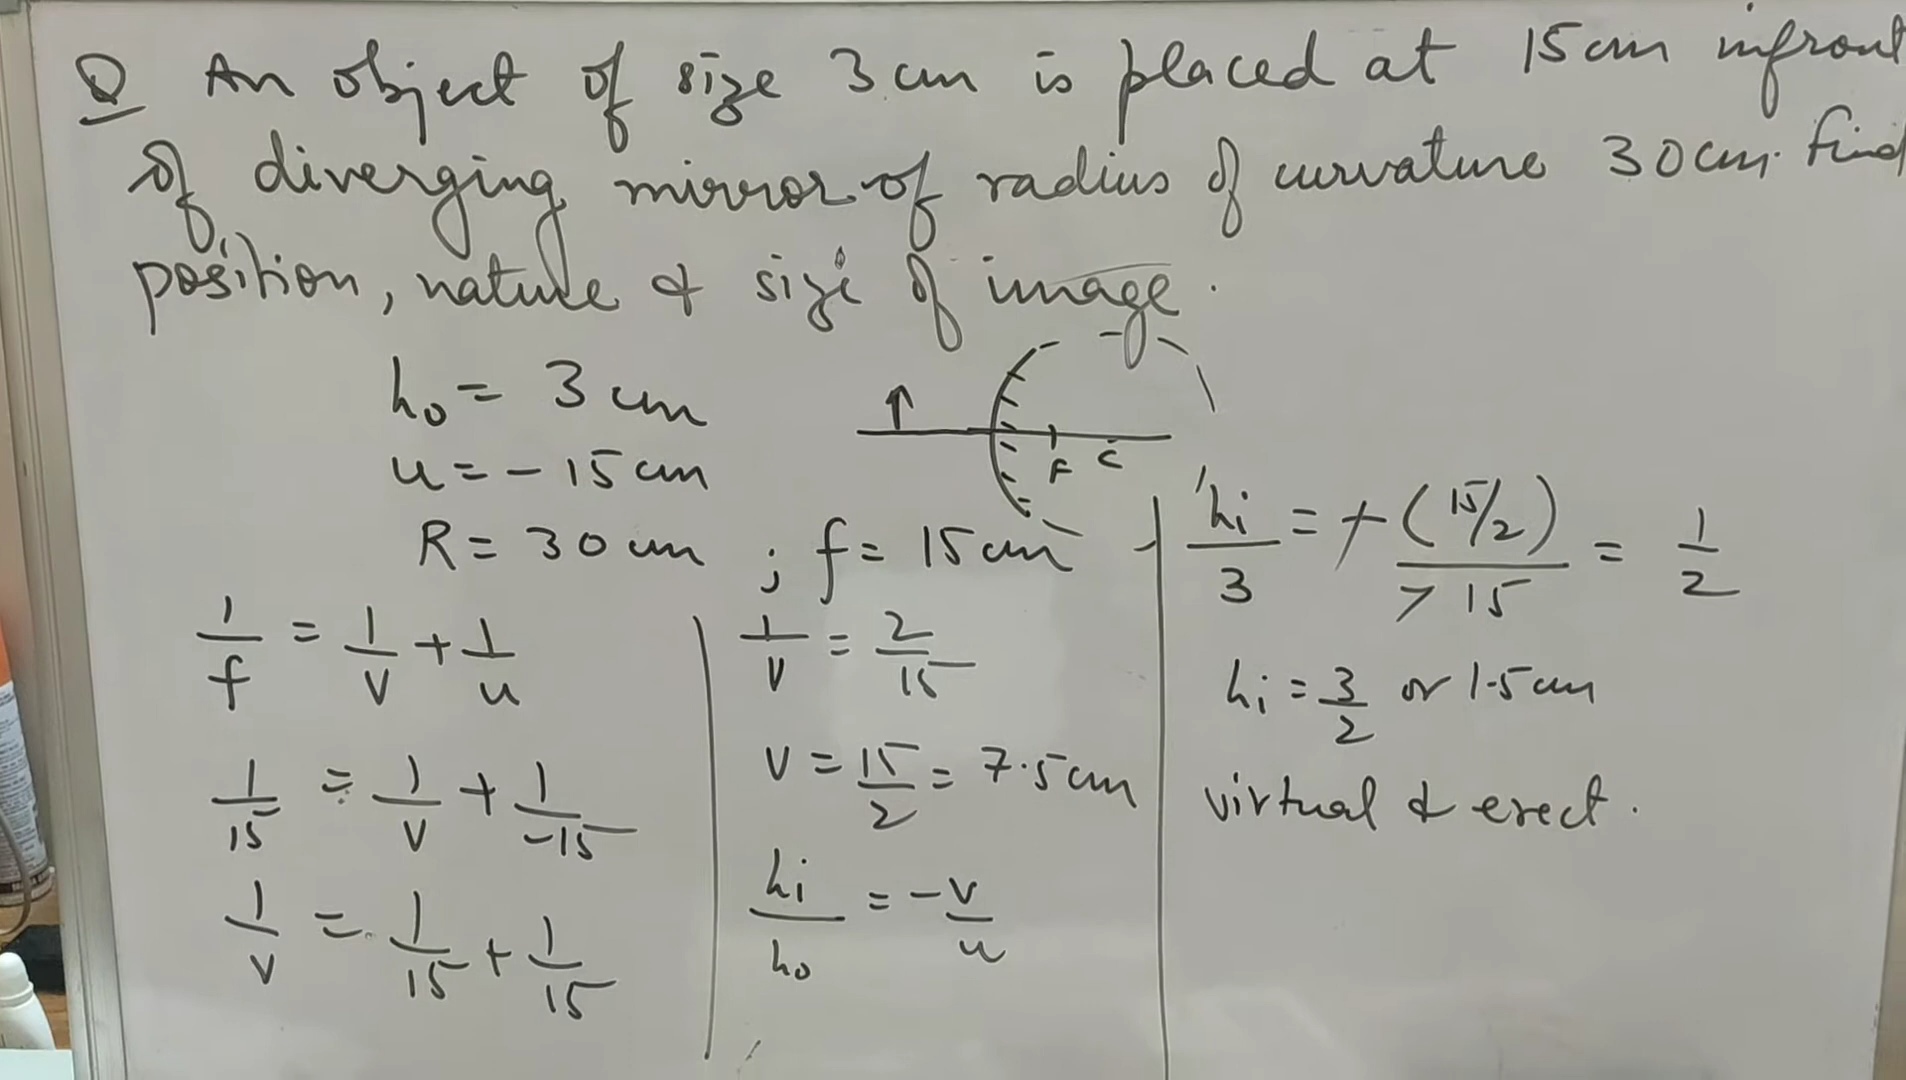 Q An object of size 3 cm is placed at 15 cm infront
of diverging mirror of radius of curvature 30 cm. find
position, nature & size of image.
h₀ = 3 cm
u = - 15 cm
R = 30 cm ; f = 15 cm
F C
1/f = 1/v + 1/u
1/15 = 1/v + 1/-15
1/v = 1/15 + 1/15
1/v = 2/15
v = 15/2 = 7.5 cm
hi/h₀ = -v/u
hi/3 = + (15/2)/-15 = 1/2
hi = 3/2 or 1.5 cm
virtual & erect.